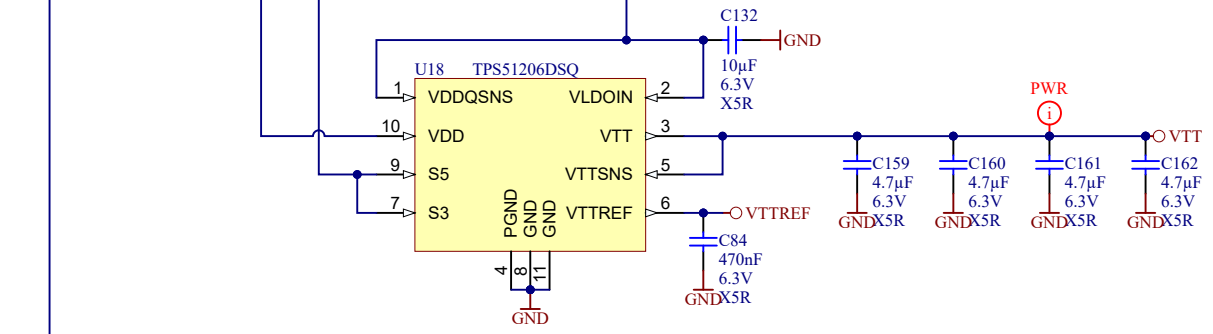 C132
GND
10µF
6.3V
X5R
U18 TPS51206DSQ
1 VDDQSNS
VLDOIN 2
10 VDD
VTT 3
9 S5
VTTSNS 5
7 S3
VTTREF 6
PGND
GND
GND
4
8
11
GND
VTTREF
C84
470nF
6.3V
GND X5R
PWR
i
VTT
C159
4.7µF
6.3V
GND X5R
C160
4.7µF
6.3V
GND X5R
C161
4.7µF
6.3V
GND X5R
C162
4.7µF
6.3V
GND X5R